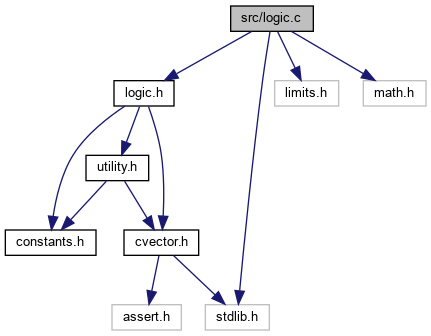 src/logic.c
logic.h
limits.h
math.h
utility.h
constants.h
cvector.h
assert.h
stdlib.h